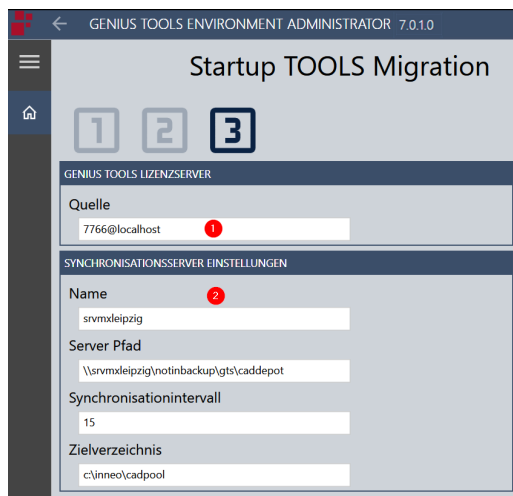 GENIUS TOOLS ENVIRONMENT ADMINISTRATOR 7.0.1.0
Startup TOOLS Migration
1 2 3
GENIUS TOOLS LIZENZSERVER
Quelle
7766@localhost 1
SYNCHRONISATIONSSERVER EINSTELLUNGEN
Name 2
srvmxleipzig
Server Pfad
\\srvmxleipzig\notinbackup\gts\caddepot
Synchronisationintervall
15
Zielverzeichnis
c:\inneo\cadpool